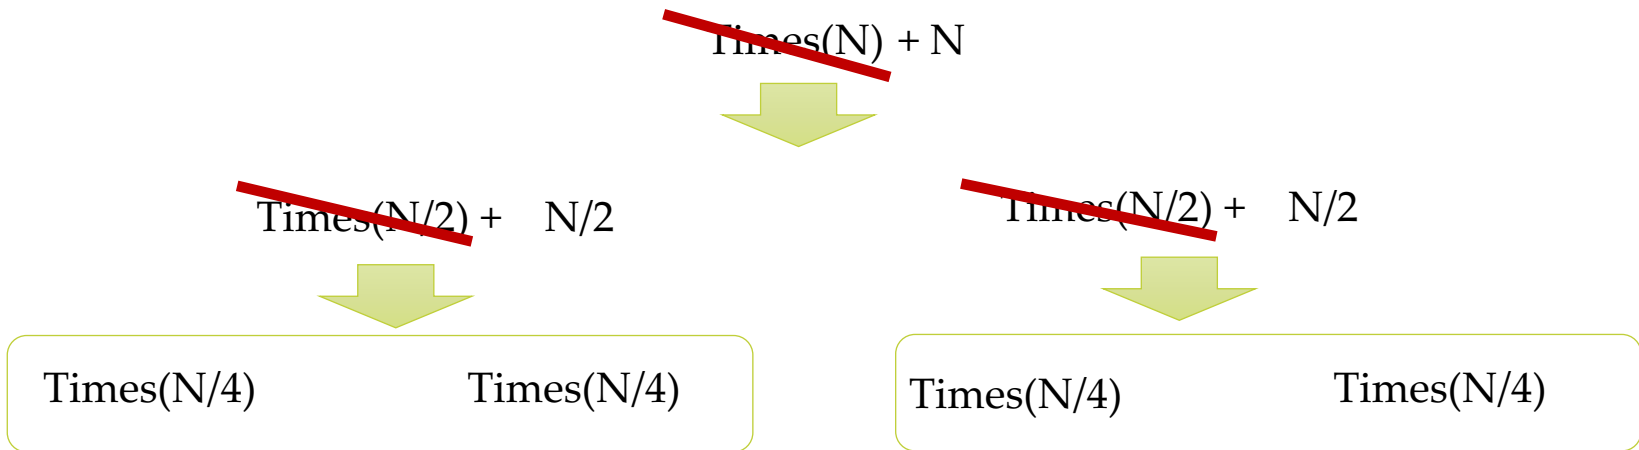 Times(N) + N
Times(N/2) + N/2
Times(N/2) + N/2
Times(N/4) Times(N/4)
Times(N/4) Times(N/4)